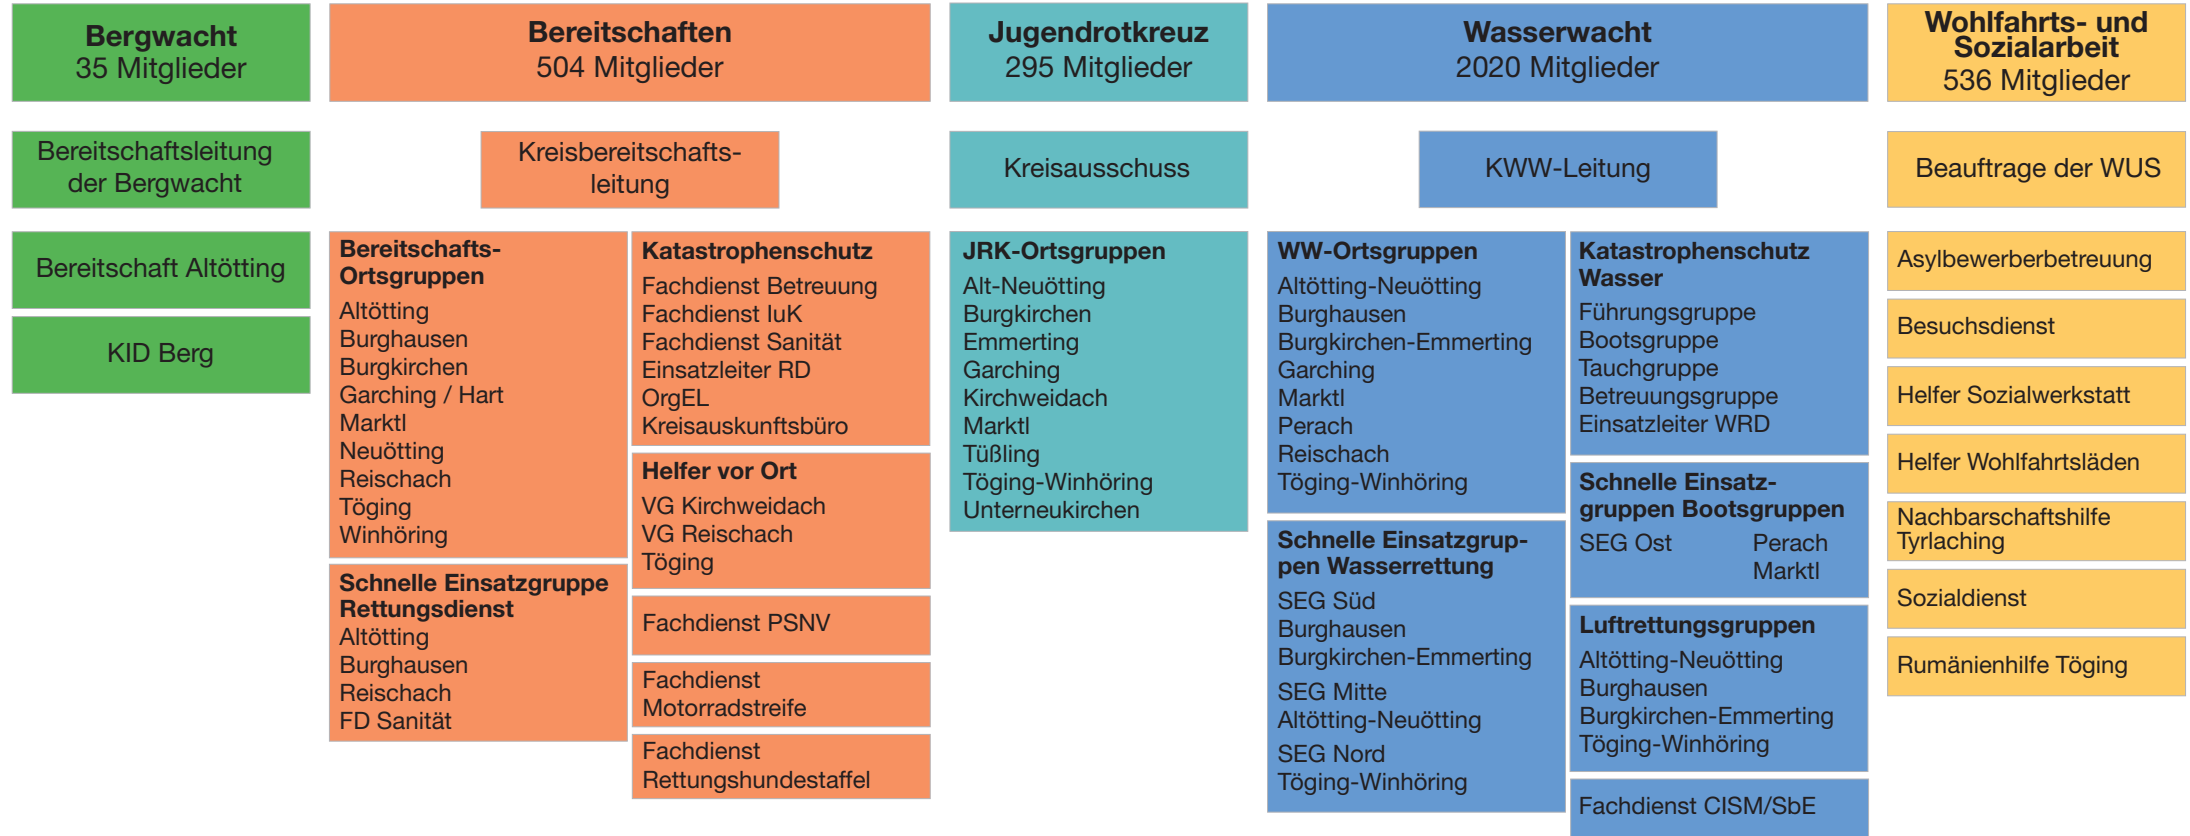 Bergwacht
35 Mitglieder
Bereitschaftsleitung
der Bergwacht
Bereitschaft Altötting
KID Berg
Bereitschaften
504 Mitglieder
Kreisbereitschafts-
leitung
Bereitschafts-
Ortsgruppen
Altötting
Burghausen
Burgkirchen
Garching / Hart
Marktl
Neuötting
Reischach
Töging
Winhöring
Schnelle Einsatzgruppe
Rettungsdienst
Altötting
Burghausen
Reischach
FD Sanität
Katastrophenschutz
Fachdienst Betreuung
Fachdienst IuK
Fachdienst Sanität
Einsatzleiter RD
OrgEL
Kreisauskunftsbüro
Helfer vor Ort
VG Kirchweidach
VG Reischach
Töging
Fachdienst PSNV
Fachdienst
Motorradstreife
Fachdienst
Rettungshundestaffel
Jugendrotkreuz
295 Mitglieder
Kreisausschuss
JRK-Ortsgruppen
Alt-Neuötting
Burgkirchen
Emmerting
Garching
Kirchweidach
Marktl
Tüßling
Töging-Winhöring
Unterneukirchen
Wasserwacht
2020 Mitglieder
KWW-Leitung
WW-Ortsgruppen
Altötting-Neuötting
Burghausen
Burgkirchen-Emmerting
Garching
Marktl
Perach
Reischach
Töging-Winhöring
Schnelle Einsatzgrup-
pen Wasserrettung
SEG Süd
Burghausen
Burgkirchen-Emmerting
SEG Mitte
Altötting-Neuötting
SEG Nord
Töging-Winhöring
Katastrophenschutz
Wasser
Führungsgruppe
Bootsgruppe
Tauchgruppe
Betreuungsgruppe
Einsatzleiter WRD
Schnelle Einsatz-
gruppen Bootsgruppen
SEG Ost Perach
Marktl
Luftrettungsgruppen
Altötting-Neuötting
Burghausen
Burgkirchen-Emmerting
Töging-Winhöring
Fachdienst CISM/SbE
Wohlfahrts- und
Sozialarbeit
536 Mitglieder
Beauftrage der WUS
Asylbewerberbetreuung
Besuchsdienst
Helfer Sozialwerkstatt
Helfer Wohlfahrtsläden
Nachbarschaftshilfe
Tyrlaching
Sozialdienst
Rumänienhilfe Töging